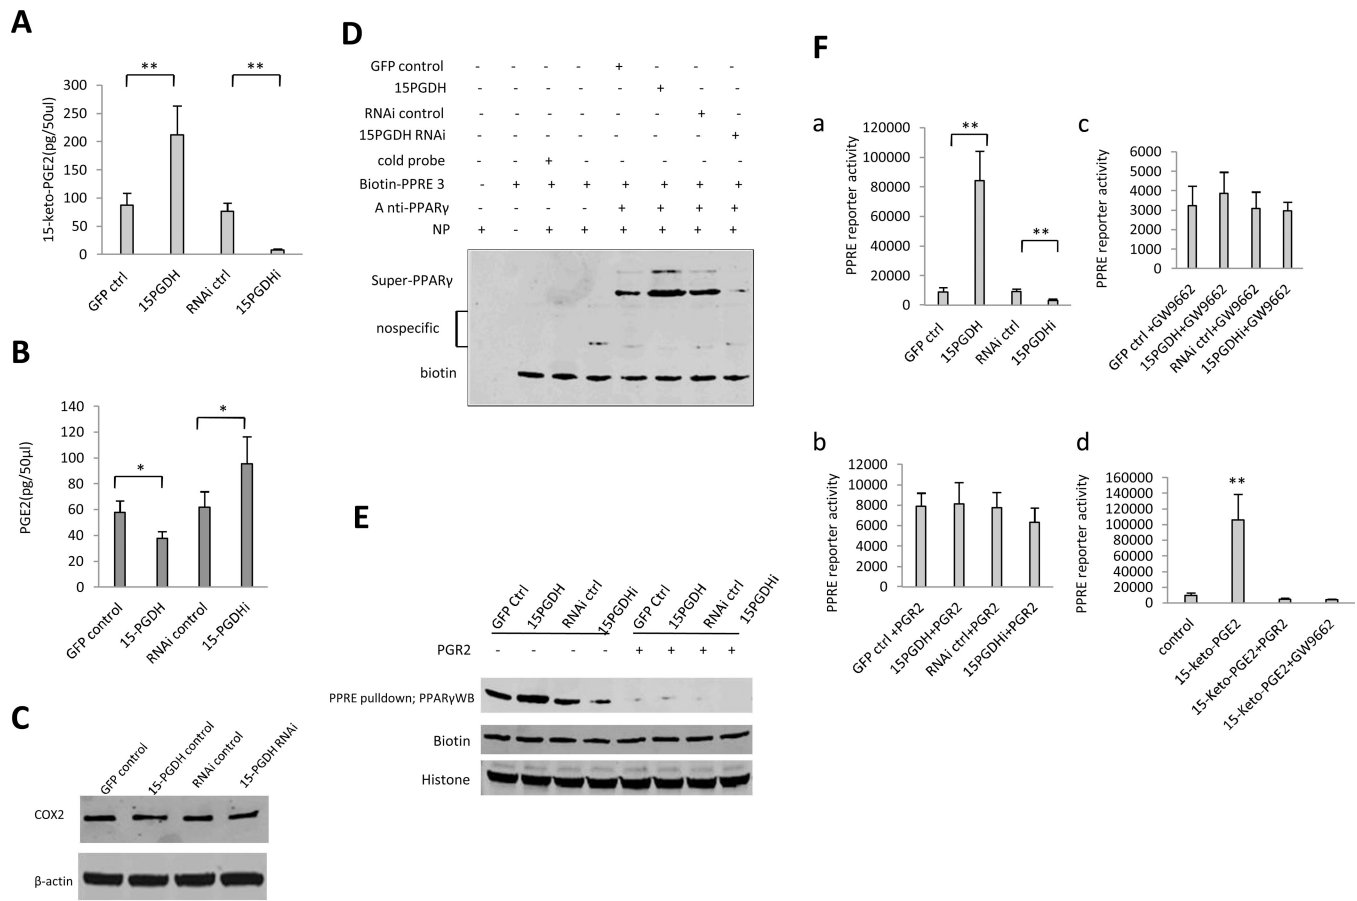 A
**
**
300
250
200
150
100
50
0
15-keto-PGE2(pg/50ul)
GFP ctrl
15PGDH
RNAi ctrl
15PGDHi
B
140
120
100
80
60
40
20
0
PGE2(pg/50µl)
*
*
GFP control
15-PGDH
RNAi control
15-PGDHi
C
GFP control
15-PGDH control
RNAi control
15-PGDH RNAi
COX2
β-actin
D
GFP control - - - - + - - -
15PGDH - - - - - + - -
RNAi control - - - - - - + -
15PGDH RNAi - - - - - - - +
cold probe - - + - - - - -
Biotin-PPRE 3 - + + + + + + +
A nti-PPARγ - - - - + + + +
NP + - + + + + + +
Super-PPARγ
nospecific
biotin
E
GFP Ctrl
15PGDH
RNAi ctrl
15PGDHi
GFP Ctrl
15PGDH
RNAi ctrl
15PGDHi
PGR2 - - - - + + + +
PPRE pulldown; PPARγWB
Biotin
Histone
F
a
120000
100000
80000
60000
40000
20000
0
PPRE reporter activity
**
**
GFP ctrl
15PGDH
RNAi ctrl
15PGDHi
c
6000
5000
4000
3000
2000
1000
0
PPRE reporter activity
GFP ctrl +GW9662
15PGDH+GW9662
RNAi ctrl+GW9662
15PGDHi+GW9662
b
12000
10000
8000
6000
4000
2000
0
PPRE reporter activity
GFP ctrl +PGR2
15PGDH+PGR2
RNAi ctrl+PGR2
15PGDHi+PGR2
d
160000
140000
120000
100000
80000
60000
40000
20000
0
PPRE reporter activity
**
control
15-keto-PGE2
15-Keto-PGE2+PGR2
15-Keto-PGE2+GW9662